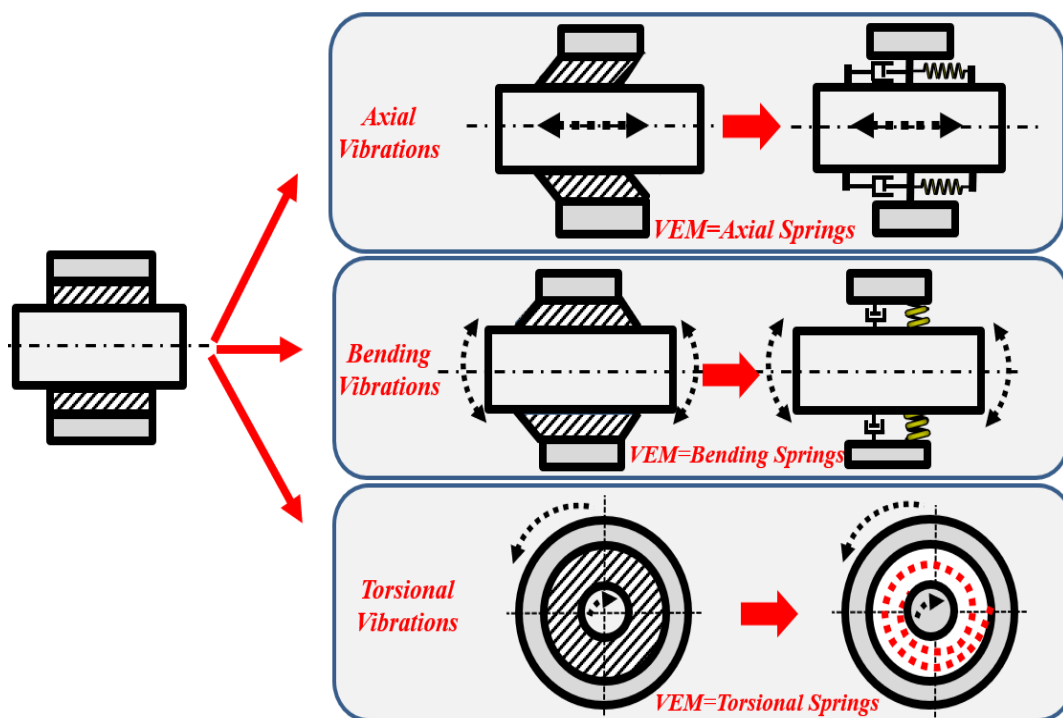 Axial
Vibrations
VEM=Axial Springs
Bending
Vibrations
VEM=Bending Springs
Torsional
Vibrations
VEM=Torsional Springs